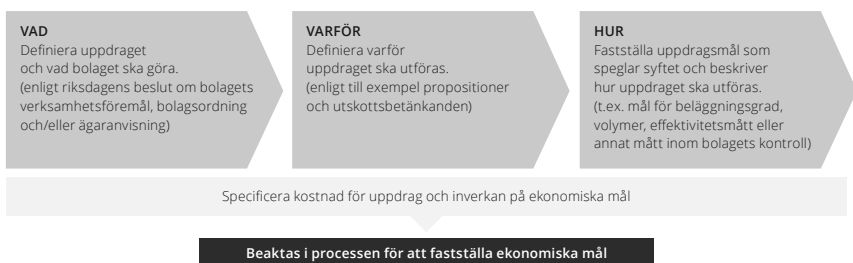 VAD
Definiera uppdraget
och vad bolaget ska göra.
(enligt riksdagens beslut om bolagets
verksamhetsföremål, bolagsordning
och/eller ägaranvisning)
VARFÖR
Definiera varför
uppdraget ska utföras.
(enligt till exempel propositioner
och utskottsbetänkanden)
HUR
Fastställa uppdragsmål som
speglar syftet och beskriver
hur uppdraget ska utföras.
(t.ex. mål för beläggningsgrad,
volymer, effektivitetsmått eller
annat mått inom bolagets kontroll)
Specificera kostnad för uppdrag och inverkan på ekonomiska mål
Beaktas i processen för att fastställa ekonomiska mål